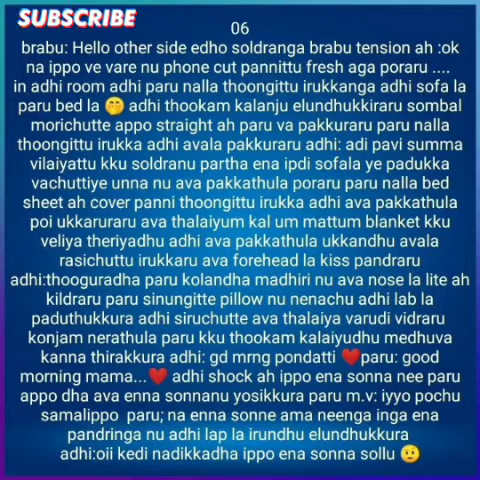 SUBSCRIBE
06
brabu: Hello other side edho soldranga brabu tension ah :ok
na ippo ve vare nu phone cut pannittu fresh aga poraru ....
in adh room adhi paru nalla thoongittu irukkanga adhi sofa la
paru bed la 🤭 adhi thookam kalanju elundhukkiraru sombal
morichutte appo straight ah paru va pakkuraru paru nalla
thoongittu irukka adhi avala pakkuraru adhi: adi pavi summa
vilaiyattu kku soldranu partha ena ipdi sofala ye padukka
vachuttiye unna nu ava pakkathula poraru paru nalla bed
sheet ah cover panni thoongittu irukka adhi ava pakkathula
poi ukkaruraru ava thalaiyum kal um mattum blanket kku
veliya theriyadhu adhi ava pakkathula ukkandhu avala
rasichuttu irukkaru ava forehead la kiss pandraru
adhi:thooguradha paru kolandha madhiri nu ava nose la lite ah
kildraru paru sinungitte pillow nu nenachu adhi lab la
paduthukkura adhi siruchutte ava thalaiya varudi vidraru
konjam nerathula paru kku thookam kalaiyudhu medhuva
kanna thirakkura adhi: gd mrng pondatti ❤️paru: good
morning mama...❤️ adhi shock ah ippo ena sonna nee paru
appo dha ava enna sonnanu yosikkura paru m.v: iyyo pochu
samalippo  paru; na enna sonne ama neenga inga ena
pandringa nu adhi lap la irundhu elundhukkura
adhi:oii kedi nadikkadha ippo ena sonna sollu 🤨